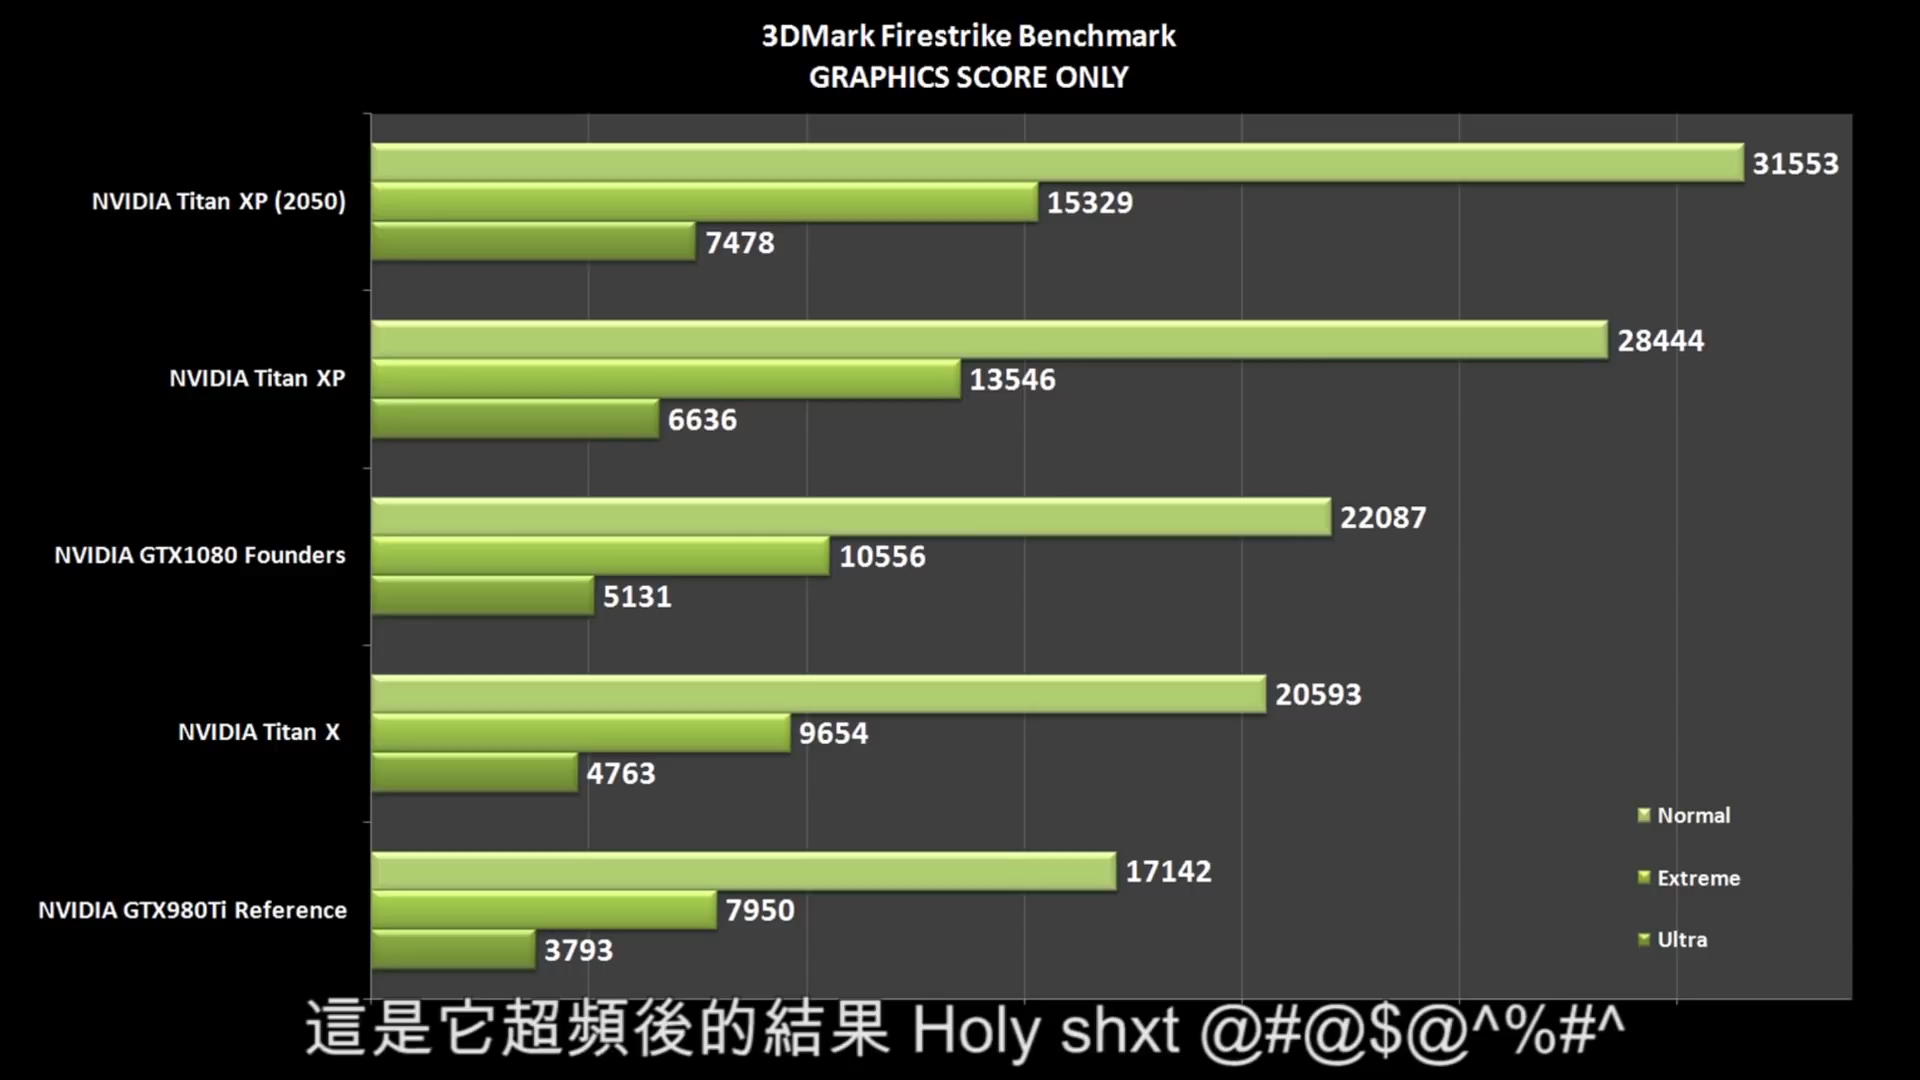 3DMark Firestrike Benchmark
GRAPHICS SCORE ONLY
NVIDIA Titan XP (2050)
31553
15329
7478
NVIDIA Titan XP
28444
13546
6636
NVIDIA GTX1080 Founders
22087
10556
5131
NVIDIA Titan X
20593
9654
4763
NVIDIA GTX980Ti Reference
17142
7950
3793
Normal
Extreme
Ultra
這是它超頻後的結果 Holy shxt @#@$@^%#^